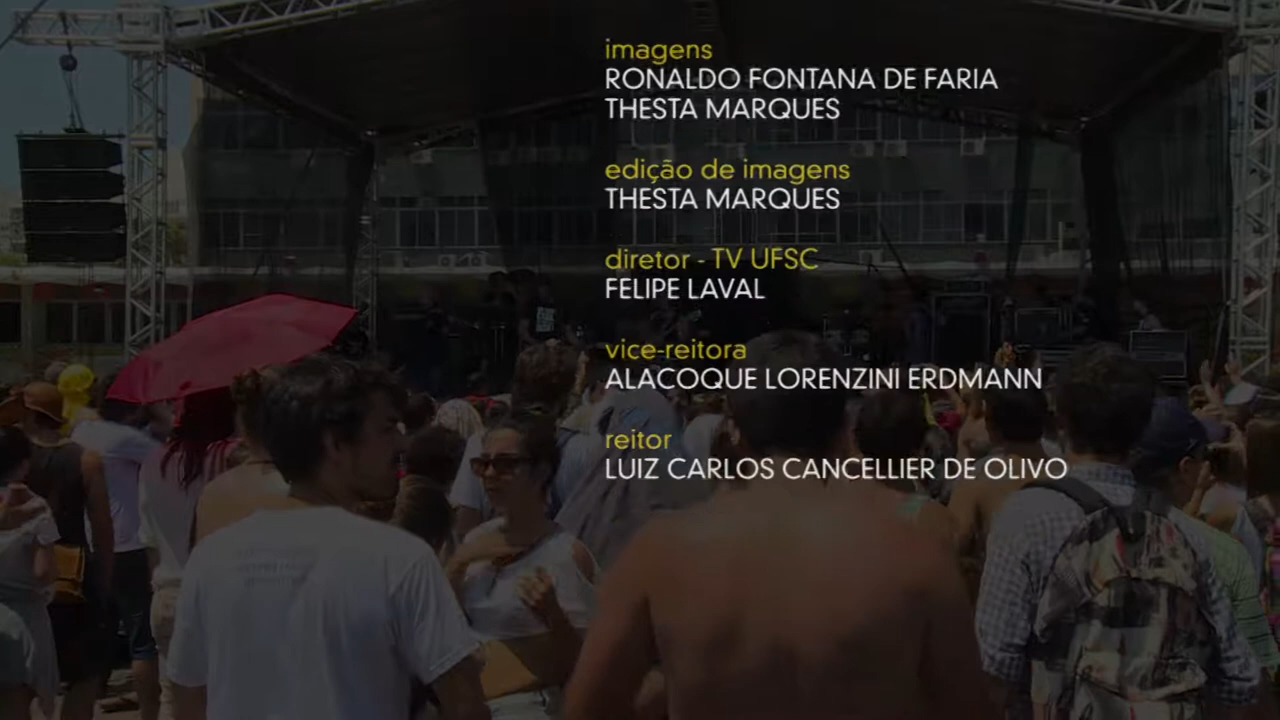 imagens
RONALDO FONTANA DE FARIA
THESTA MARQUES
edição de imagens
THESTA MARQUES
diretor - TV UFSC
FELIPE LAVAL
vice-reitora
ALACOQUE LORENZINI ERDMANN
reitor
LUIZ CARLOS CANCELLIER DE OLIVO